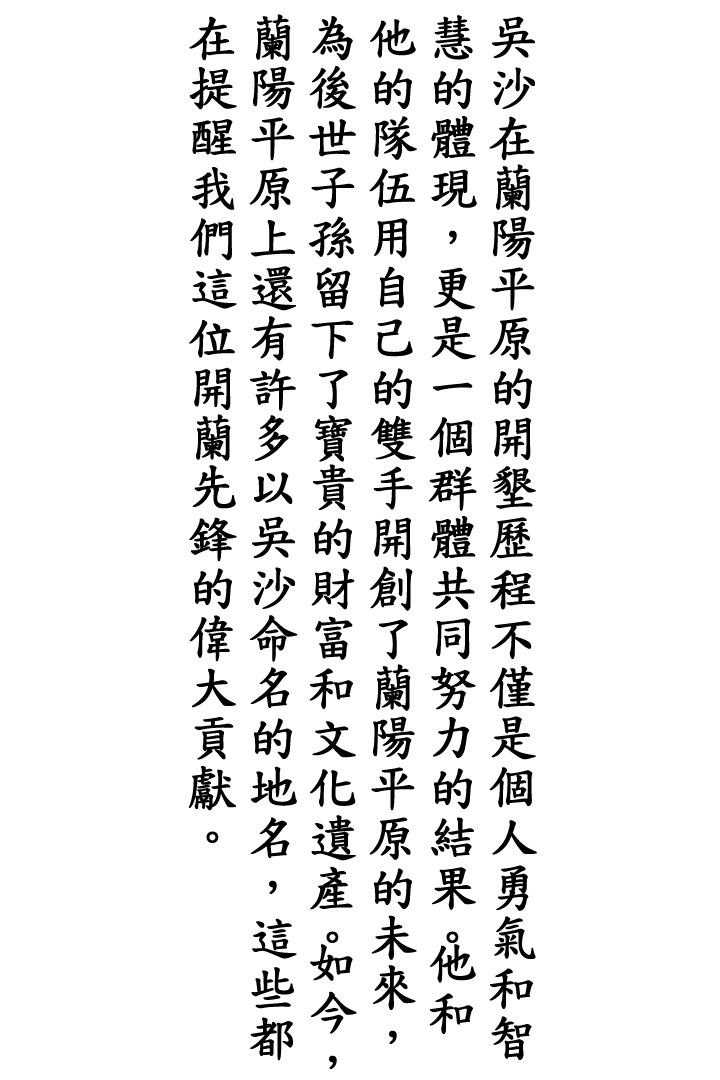 吳沙在蘭陽平原的開墾歷程不僅是個人勇氣和智
慧的體現，更是一個群體共同努力的結果。他和
他的隊伍用自己的雙手開創了蘭陽平原的未來，
為後世子孫留下了寶貴的財富和文化遺產。如今，
蘭陽平原上還有許多以吳沙命名的地名，這些都
在提醒我們這位開蘭先鋒的偉大貢獻。